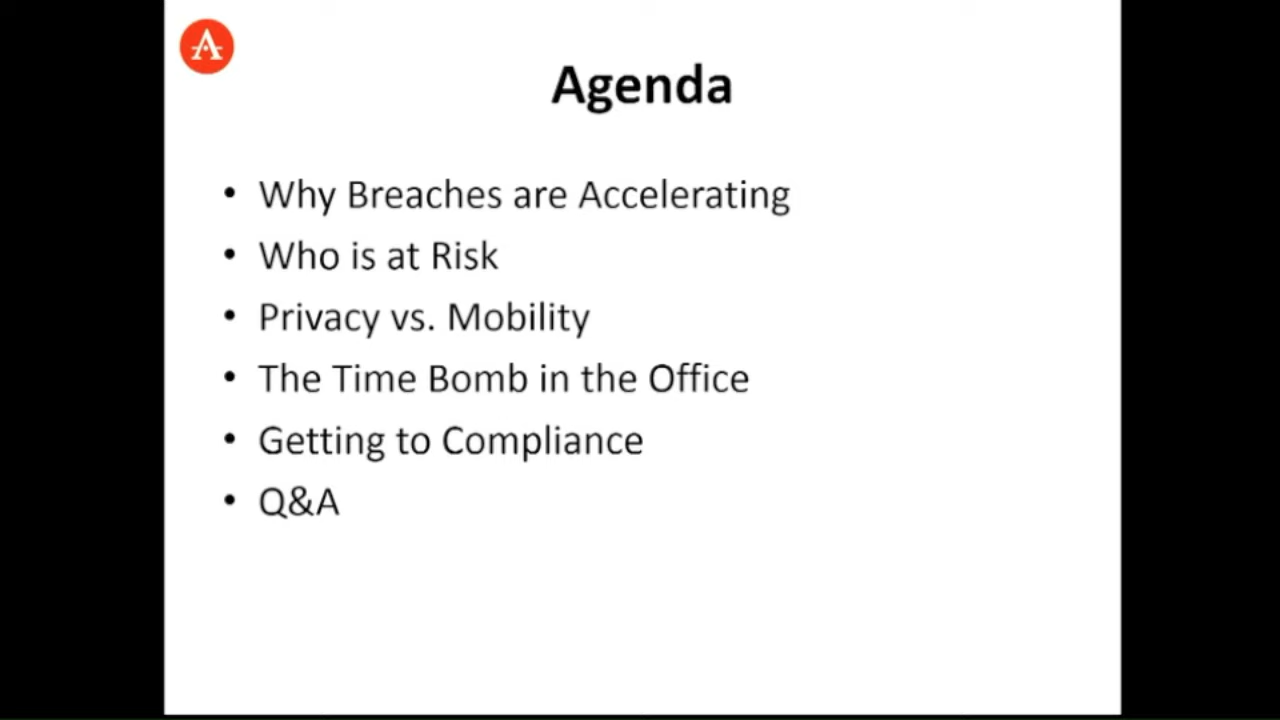 A
Agenda
• Why Breaches are Accelerating
• Who is at Risk
• Privacy vs. Mobility
• The Time Bomb in the Office
• Getting to Compliance
• Q&A